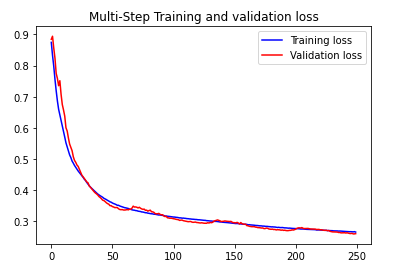 Multi-Step Training and validation loss
Training loss
Validation loss
0.9
0.8
0.7
0.6
0.5
0.4
0.3
0 50 100 150 200 250